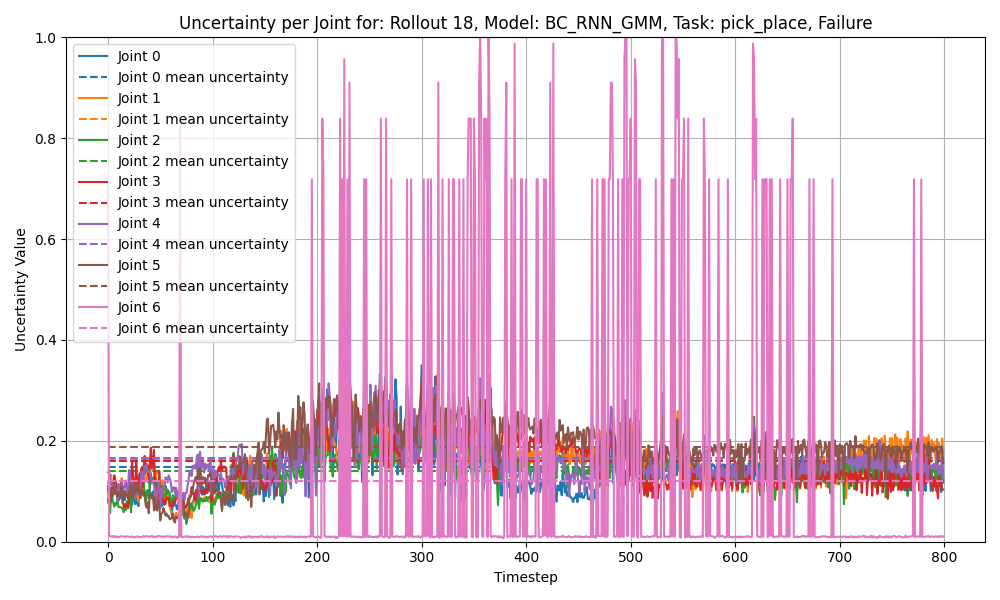 Uncertainty per Joint for: Rollout 18, Model: BC_RNN_GMM, Task: pick_place, Failure
Uncertainty Value
1.0
0.8
0.6
0.4
0.2
0.0
Joint 0
Joint 0 mean uncertainty
Joint 1
Joint 1 mean uncertainty
Joint 2
Joint 2 mean uncertainty
Joint 3
Joint 3 mean uncertainty
Joint 4
Joint 4 mean uncertainty
Joint 5
Joint 5 mean uncertainty
Joint 6
Joint 6 mean uncertainty
0 100 200 300 400 500 600 700 800
Timestep